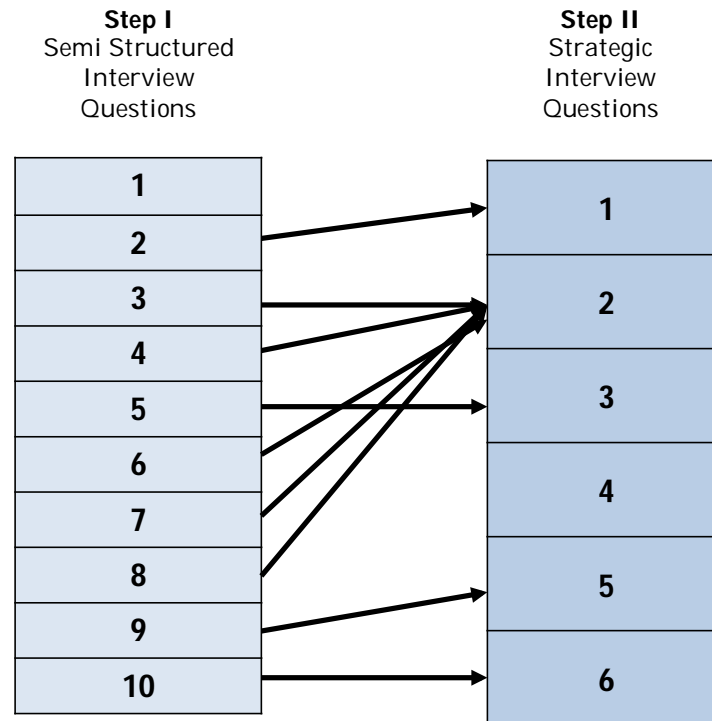 Step I
Semi Structured
Interview
Questions
1
2
3
4
5
6
7
8
9
10
Step II
Strategic
Interview
Questions
1
2
3
4
5
6